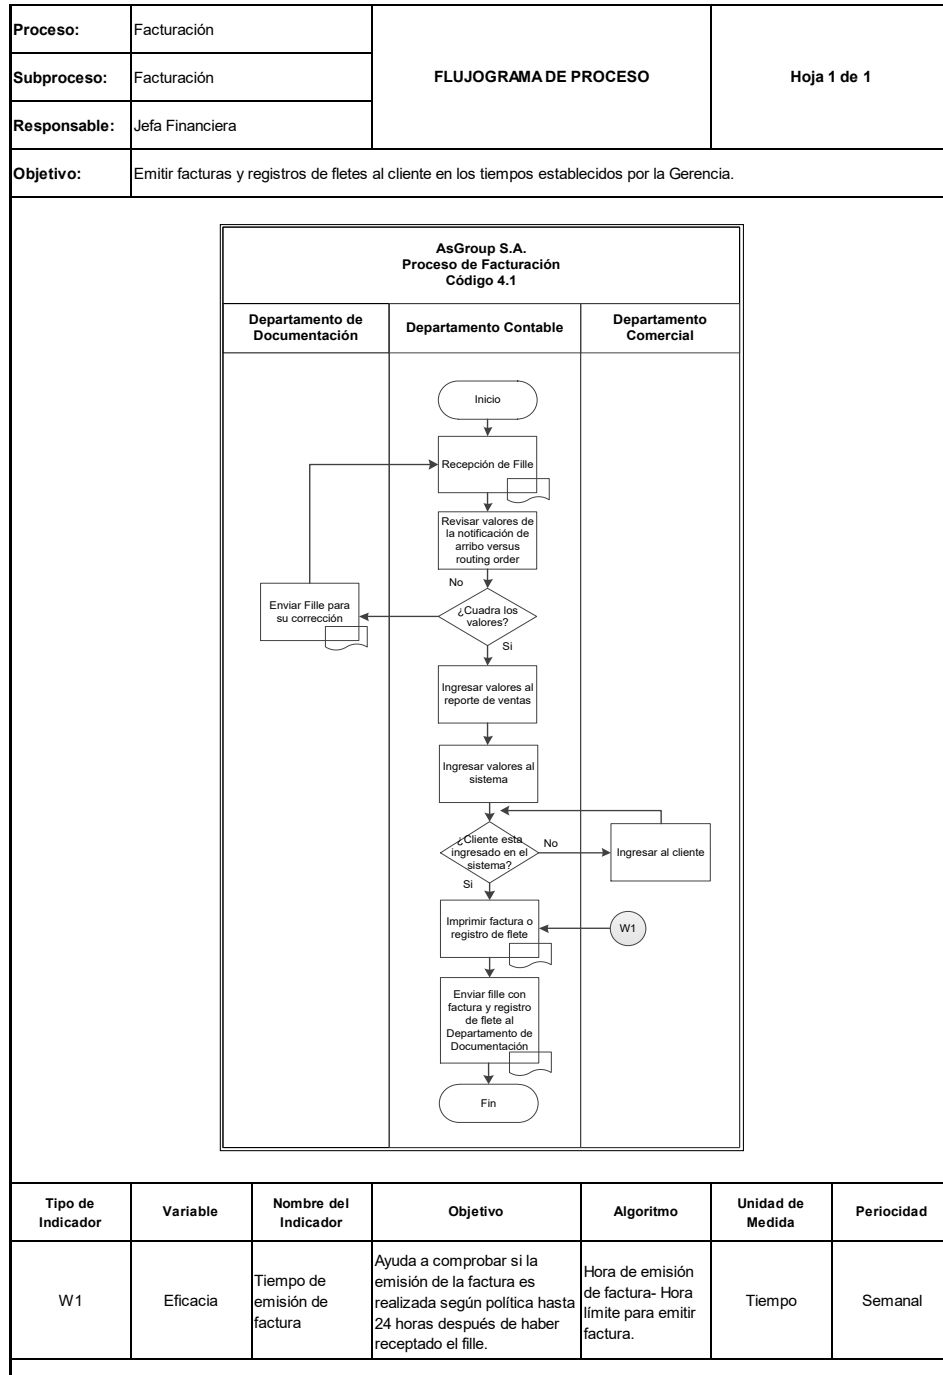 Proceso:
Facturación
Subproceso:
Facturación
FLUJOGRAMA DE PROCESO
Hoja 1 de 1
Responsable:
Jefa Financiera
Objetivo:
Emitir facturas y registros de fletes al cliente en los tiempos establecidos por la Gerencia.
AsGroup S.A.
Proceso de Facturación
Código 4.1
Departamento de
Documentación
Departamento Contable
Departamento
Comercial
Inicio
Recepción de Fille
Revisar valores de
la notificación de
arribo versus
routing order
No
Enviar Fille para
su corrección
¿Cuadra los
valores?
Si
Ingresar valores al
reporte de ventas
Ingresar valores al
sistema
¿Cliente esta
ingresado en el
sistema?
No
Ingresar al cliente
Si
Imprimir factura o
registro de flete
W1
Enviar fille con
factura y registro
de flete al
Departamento de
Documentación
Fin
Tipo de
Indicador
Variable
Nombre del
Indicador
Objetivo
Algoritmo
Unidad de
Medida
Periocidad
W1
Eficacia
Tiempo de
emisión de
factura
Ayuda a comprobar si la
emisión de la factura es
realizada según política hasta
24 horas después de haber
receptado el fille.
Hora de emisión
de factura- Hora
límite para emitir
factura.
Tiempo
Semanal